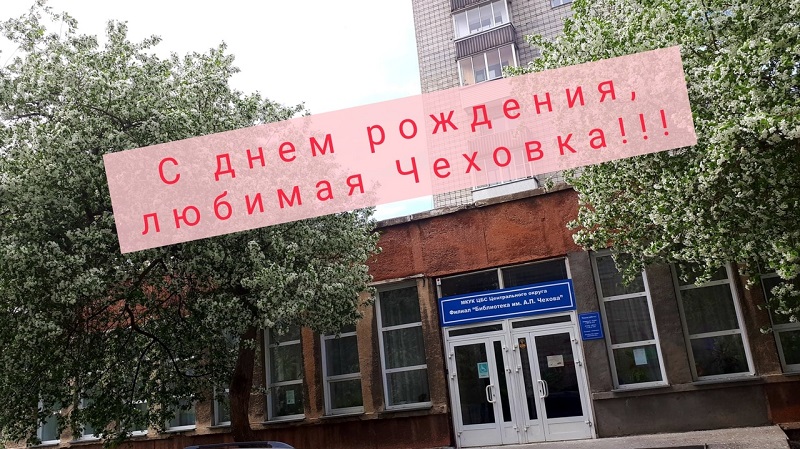 С днем рождения,
любимая Чеховка!!!
МКУК ЦБС Центрального округа
Филиал "Библиотека им. А.П. Чехова"